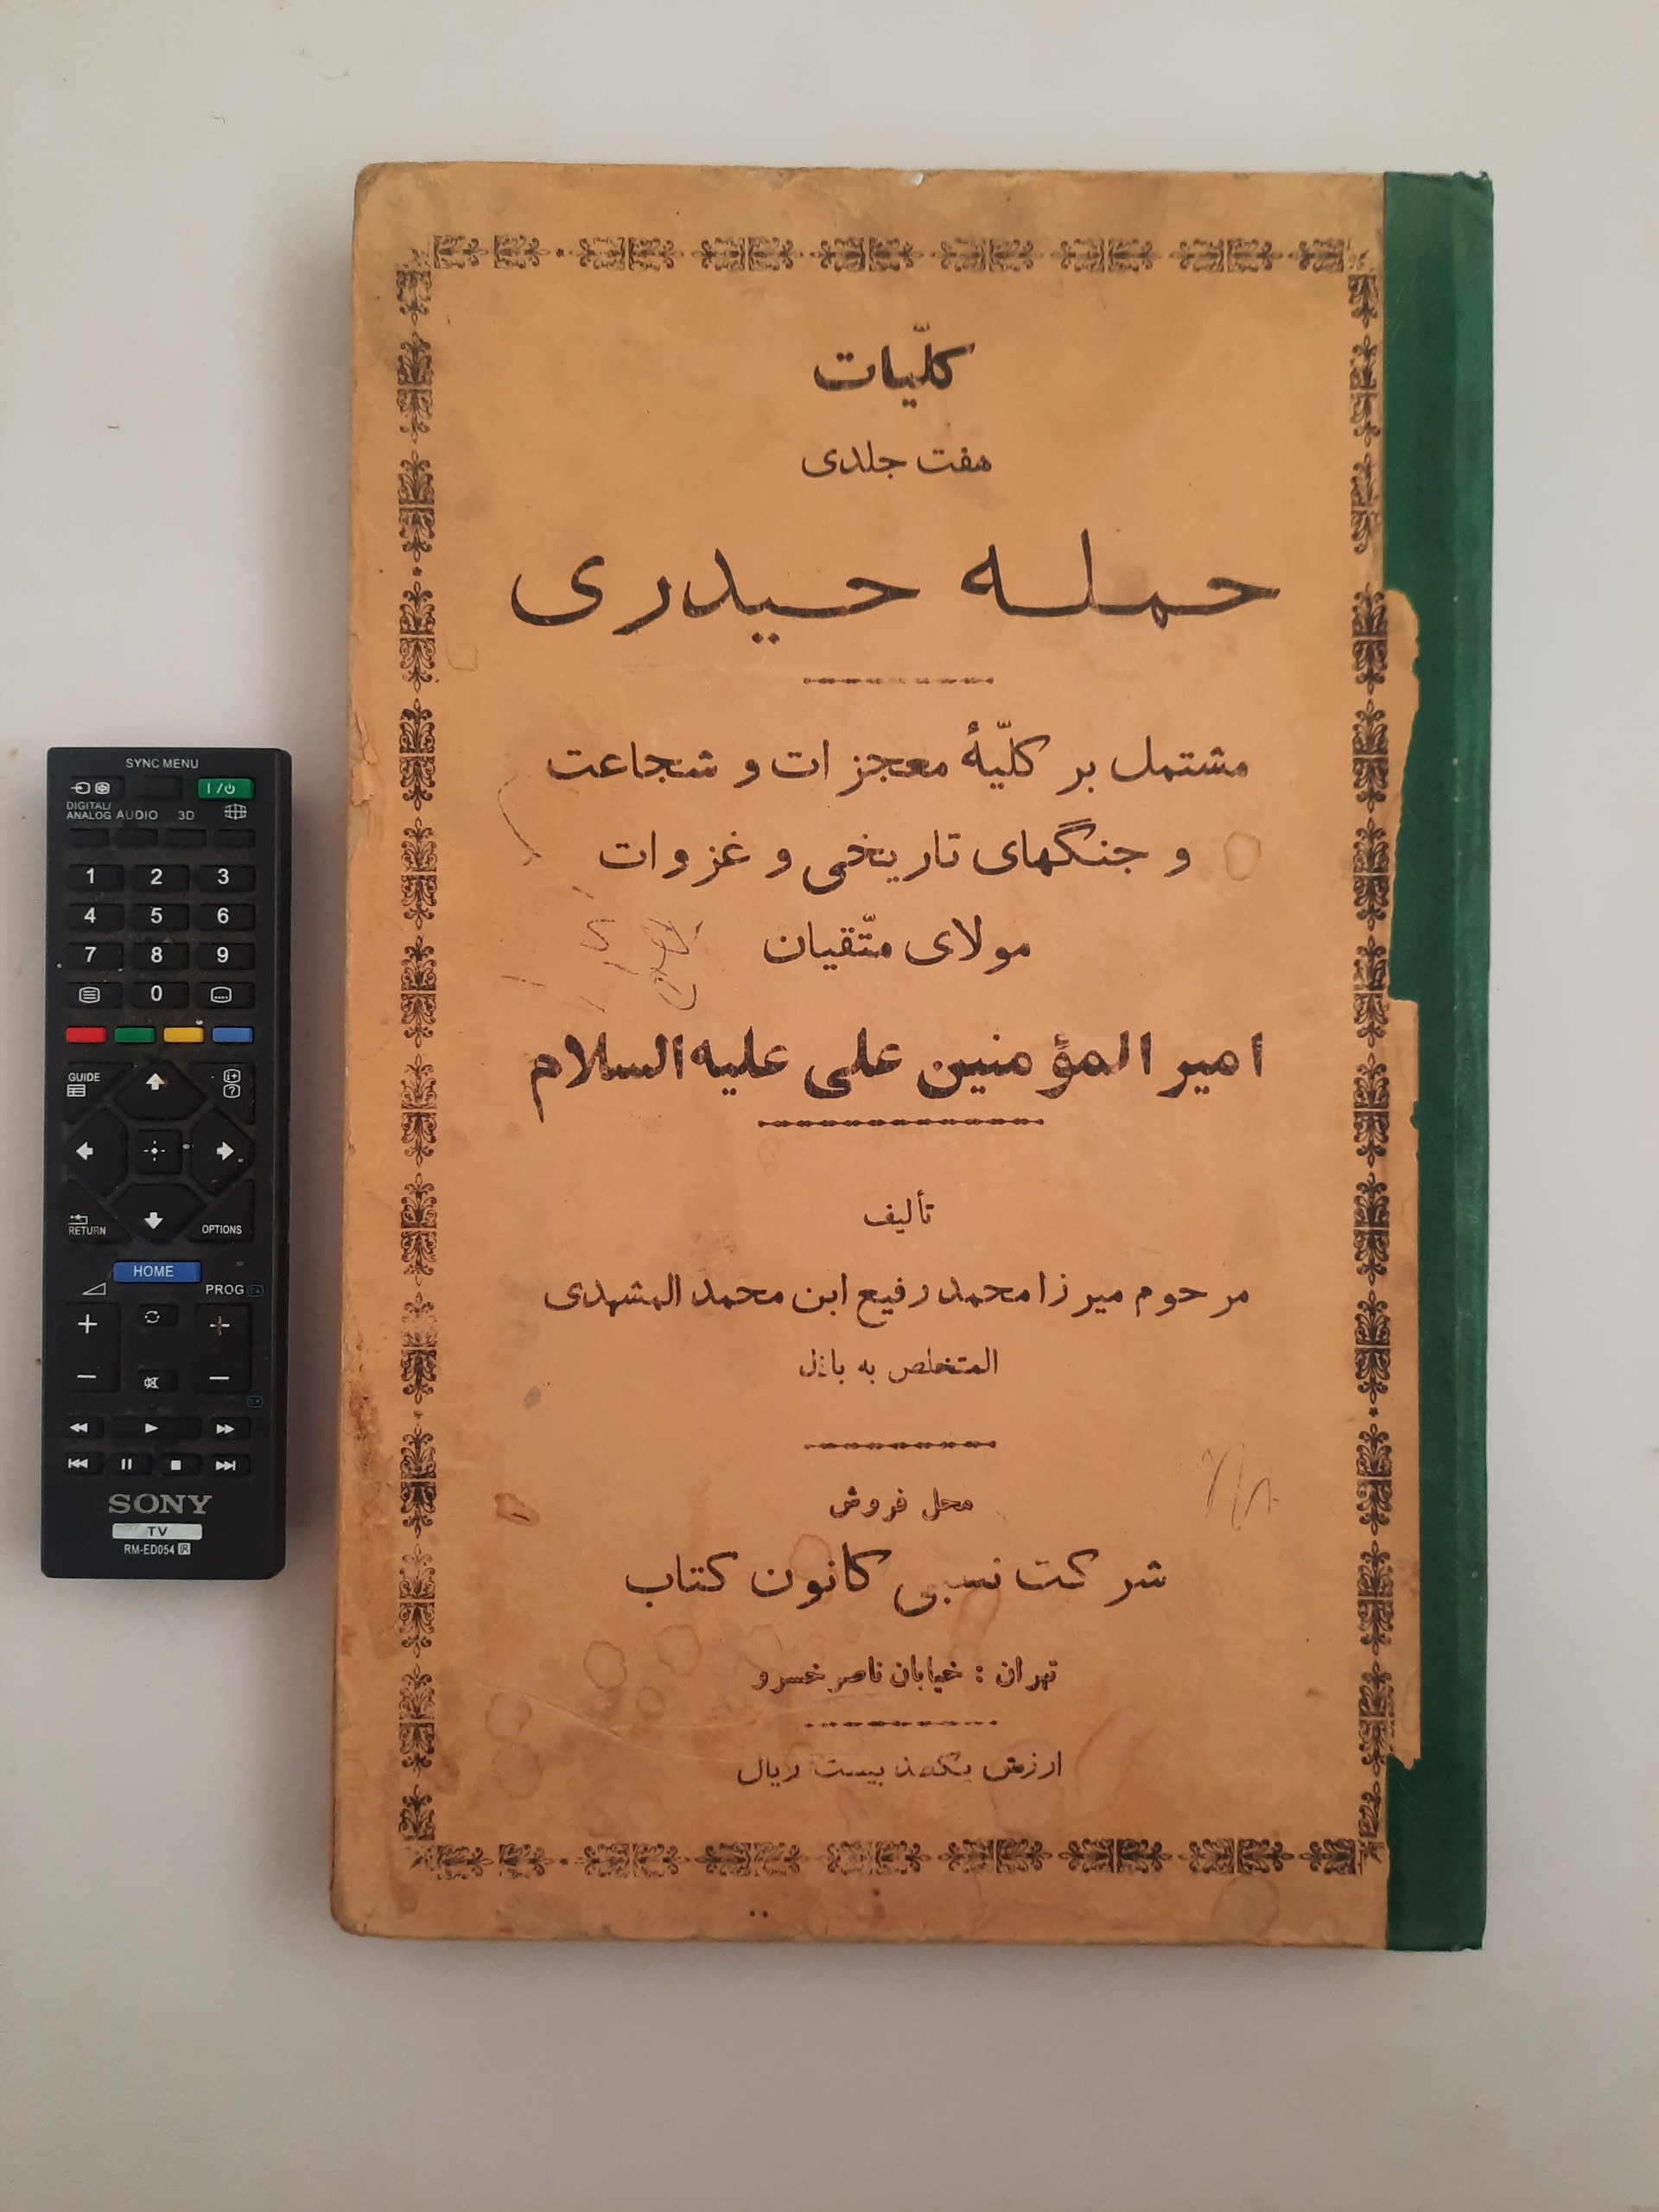 کلّیات
هفت جلدی
حمله حیدری
مشتمل بر کلّیهٔ معجزات و شجاعت
و جنگهای تاریخی و غزوات
مولای متّقیان
امیرالمؤمنین علی علیه‌السلام
تألیف
مرحوم میرزا محمد رفیع ابن محمد المشهدی
المتخلص به باذل
محل فروش
شرکت نسبی کانون کتاب
تهران : خیابان ناصر خسرو
ارزش یکصد بیست ریال
SYNC MENU
DIGITAL/
ANALOG AUDIO 3D
1 2 3
4 5 6
7 8 9
0
GUIDE
RETURN OPTIONS
HOME
PROG
SONY
TV
RM-ED054